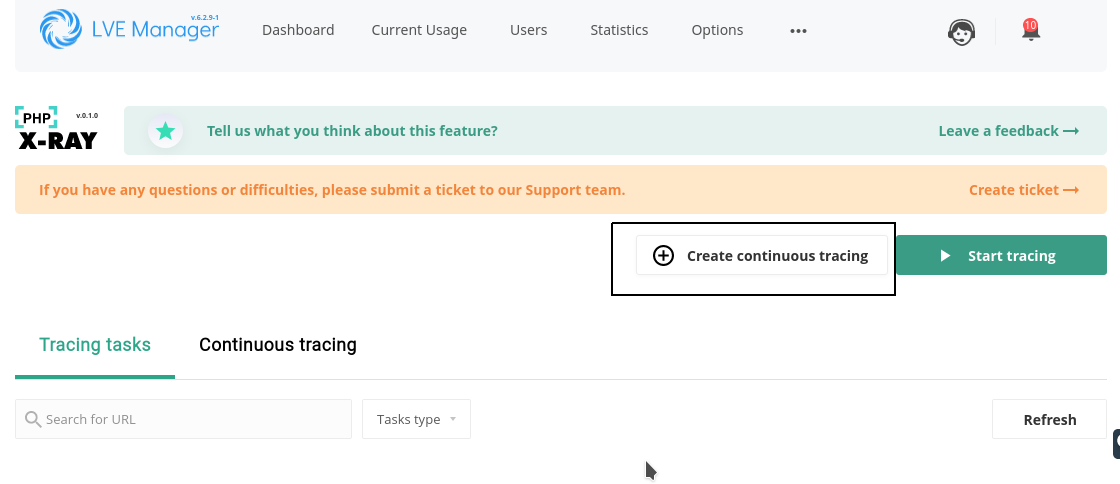 v.6.2.9-1
LVE Manager Dashboard Current Usage Users Statistics Options ••• 10
PHP v.0.1.0
X-RAY
Tell us what you think about this feature? Leave a feedback →
If you have any questions or difficulties, please submit a ticket to our Support team. Create ticket →
Create continuous tracing Start tracing
Tracing tasks Continuous tracing
Search for URL Tasks type Refresh